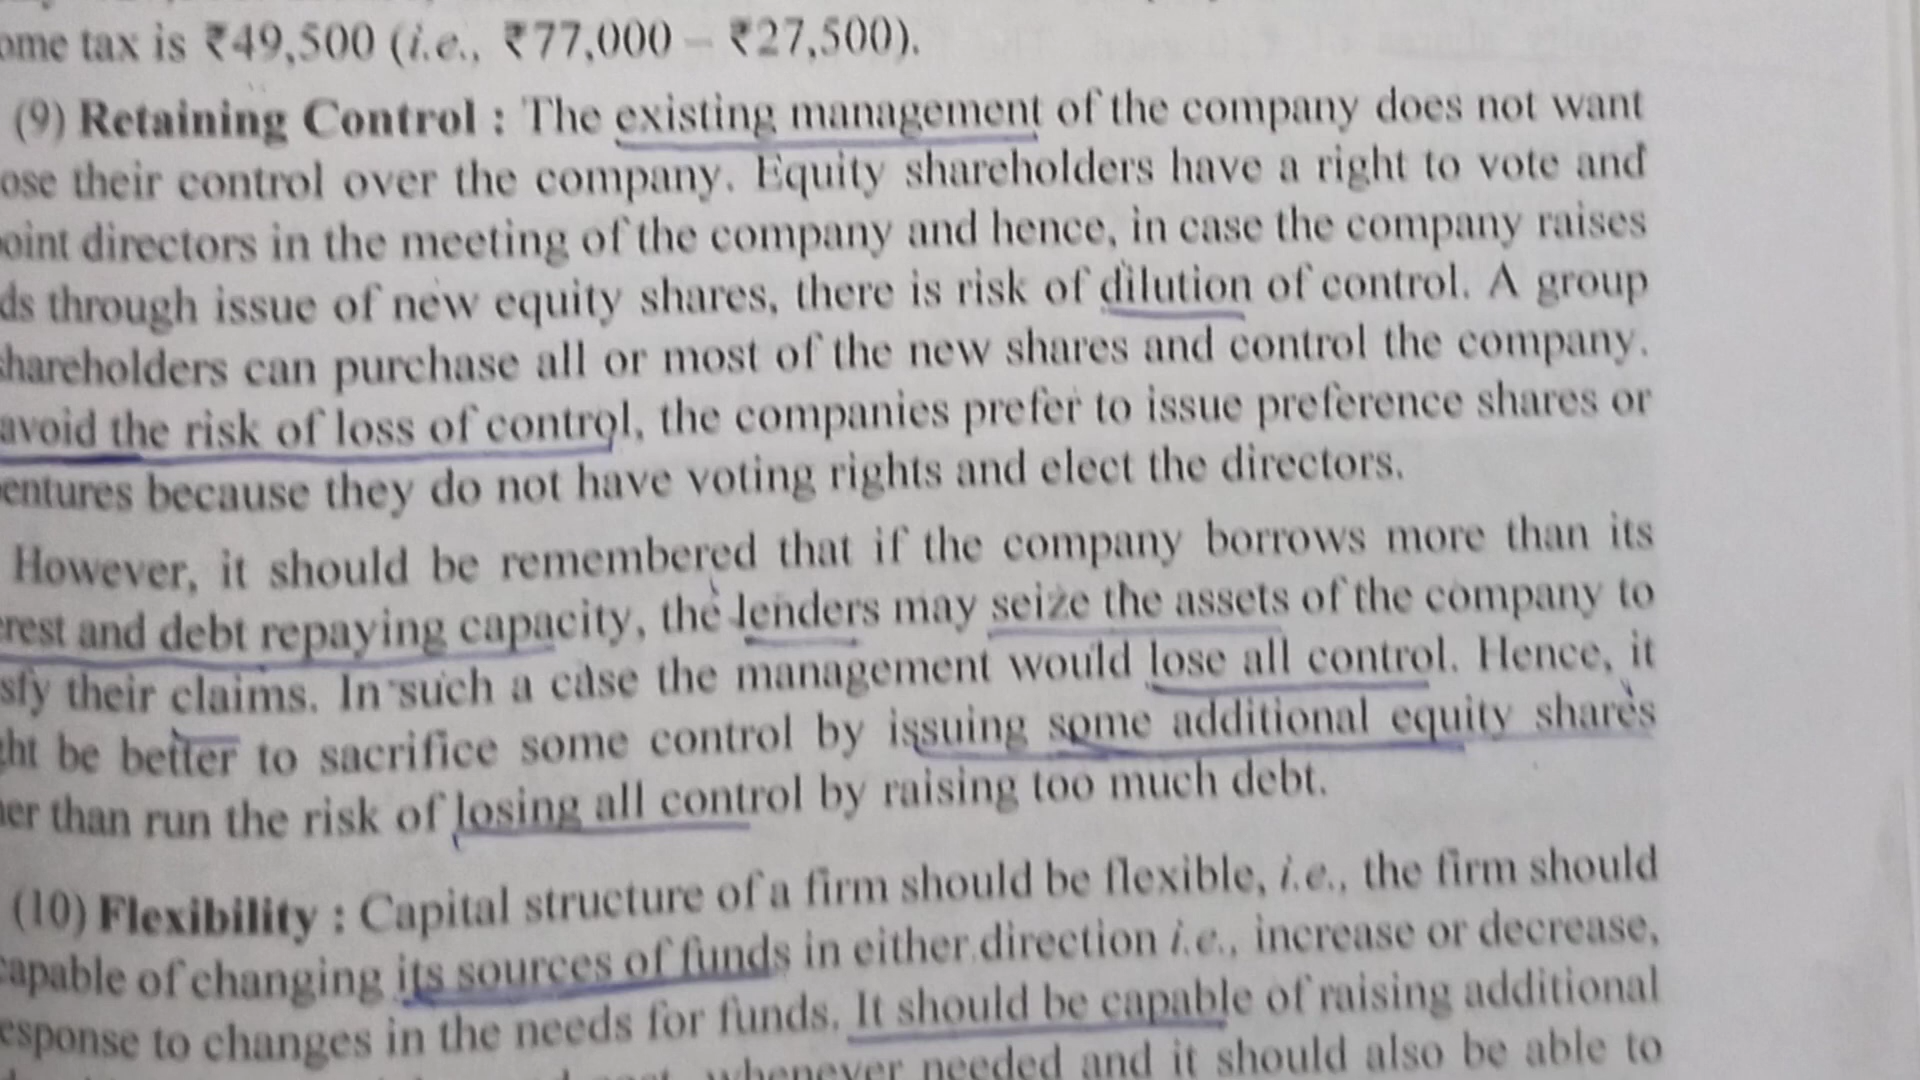 ome tax is ₹49,500 (i.e., ₹77,000 – ₹27,500).
(9) Retaining Control : The existing management of the company does not want
ose their control over the company. Equity shareholders have a right to vote and
oint directors in the meeting of the company and hence, in case the company raises
ds through issue of new equity shares, there is risk of dilution of control. A group
shareholders can purchase all or most of the new shares and control the company.
avoid the risk of loss of control, the companies prefer to issue preference shares or
entures because they do not have voting rights and elect the directors.
However, it should be remembered that if the company borrows more than its
erest and debt repaying capacity, the lenders may seize the assets of the company to
sfy their claims. In such a case the management would lose all control. Hence, it
ght be better to sacrifice some control by issuing some additional equity shares
her than run the risk of losing all control by raising too much debt.
(10) Flexibility : Capital structure of a firm should be flexible, i.e., the firm should
capable of changing its sources of funds in either direction i.e., increase or decrease,
esponse to changes in the needs for funds. It should be capable of raising additional
whenever needed and it should also be able to